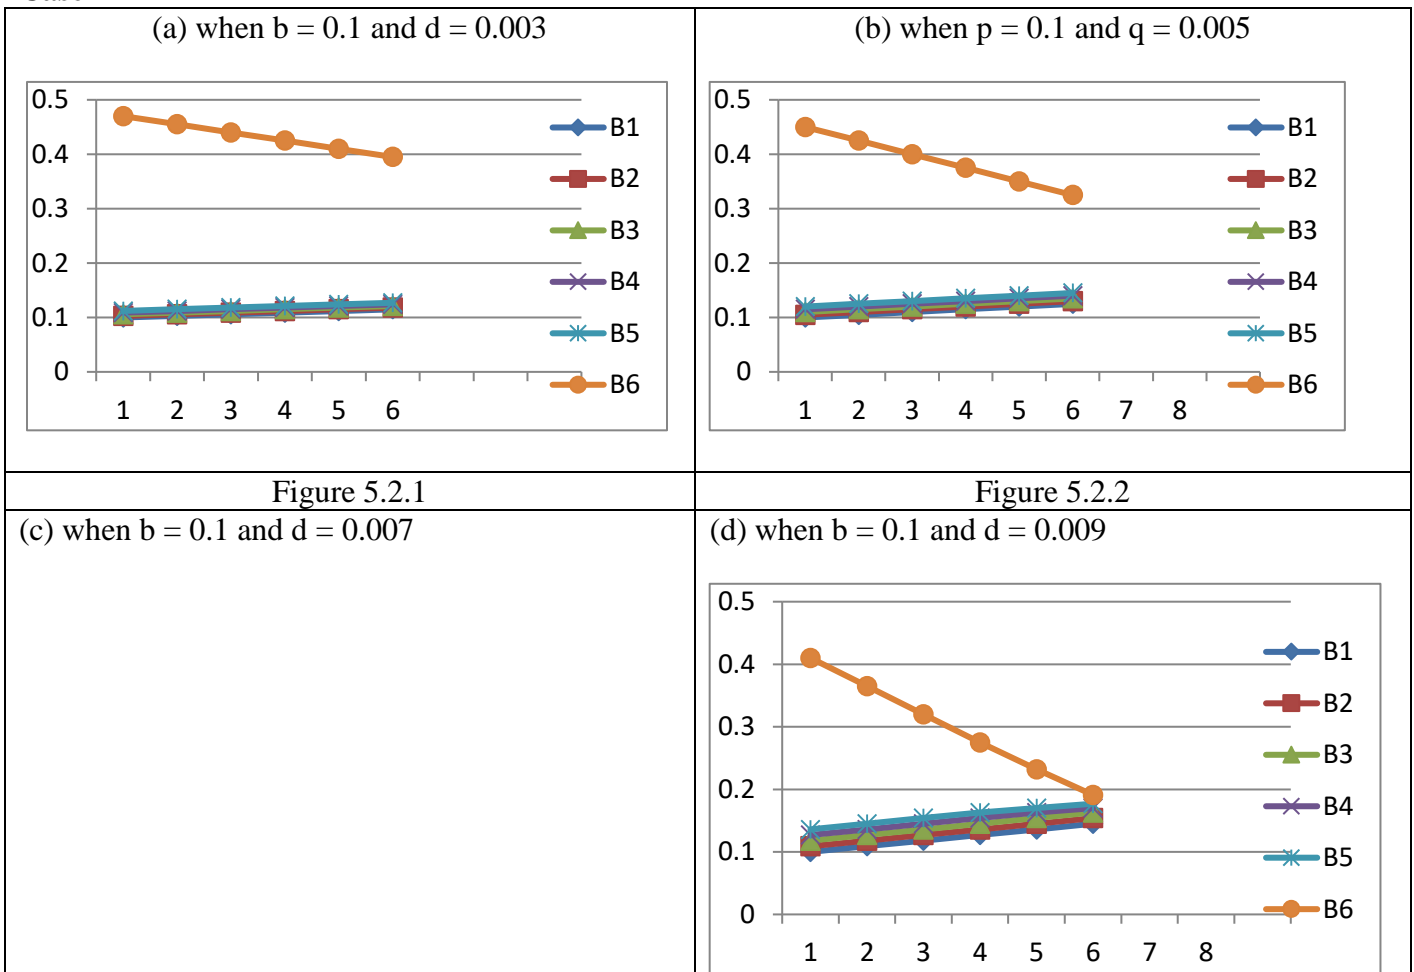 (a) when b = 0.1 and d = 0.003
(b) when p = 0.1 and q = 0.005
0.5
0.4
0.3
0.2
0.1
0
1 2 3 4 5 6
B1
B2
B3
B4
B5
B6
0.5
0.4
0.3
0.2
0.1
0
1 2 3 4 5 6 7 8
B1
B2
B3
B4
B5
B6
Figure 5.2.1
Figure 5.2.2
(c) when b = 0.1 and d = 0.007
(d) when b = 0.1 and d = 0.009
0.5
0.4
0.3
0.2
0.1
0
1 2 3 4 5 6 7 8
B1
B2
B3
B4
B5
B6